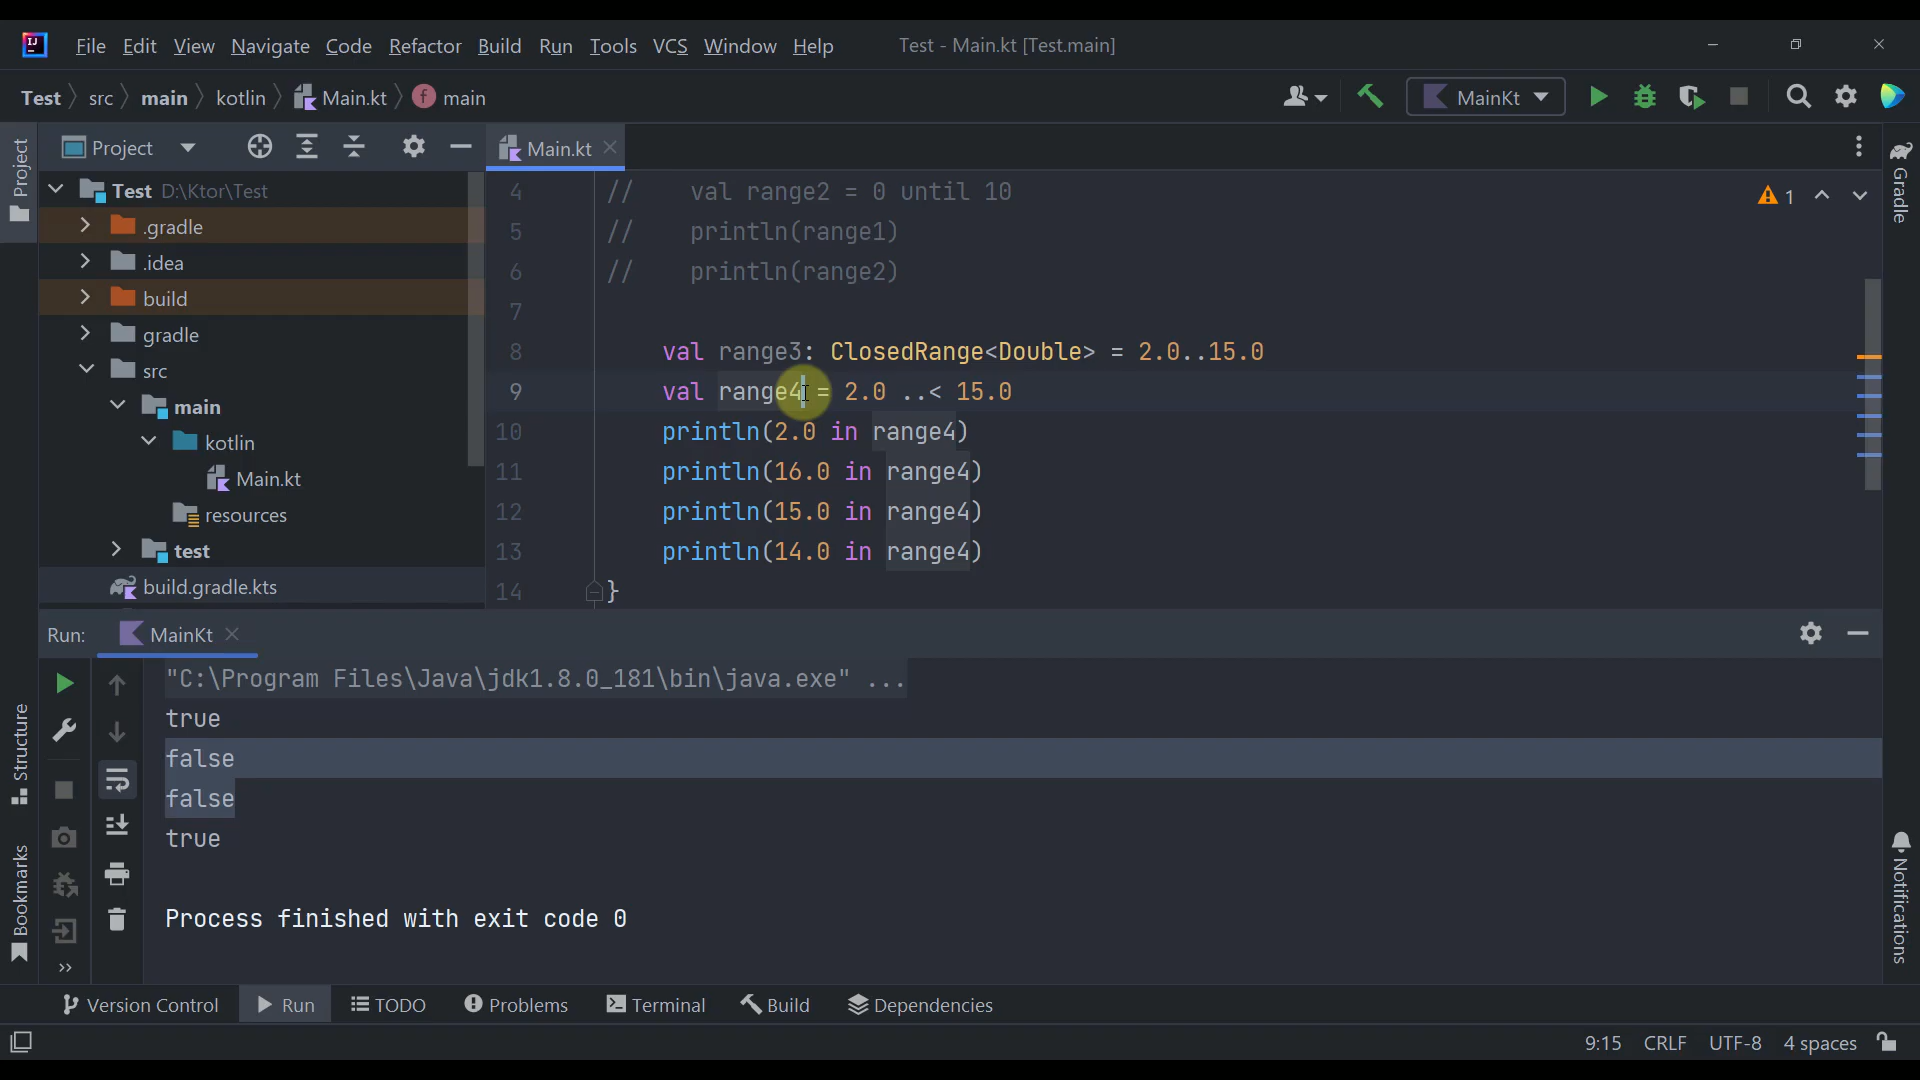 File Edit View Navigate Code Refactor Build Run Tools VCS Window Help Test - Main.kt [Test.main]
Test src main kotlin Main.kt f main MainKt
Project
Project
Main.kt
Gradle
Test D:\Ktor\Test
.gradle
.idea
build
gradle
src
main
kotlin
Main.kt
resources
test
build.gradle.kts
4 // val range2 = 0 until 10
1
5 // println(range1)
6 // println(range2)
7
8 val range3: ClosedRange<Double> = 2.0..15.0
9 val range4 = 2.0 ..< 15.0
10 println(2.0 in range4)
11 println(16.0 in range4)
12 println(15.0 in range4)
13 println(14.0 in range4)
14 }
Run: MainKt
"C:\Program Files\Java\jdk1.8.0_181\bin\java.exe" ...
true
false
false
true
Process finished with exit code 0
Structure
Bookmarks
Notifications
Version Control Run TODO Problems Terminal Build Dependencies
9:15 CRLF UTF-8 4 spaces